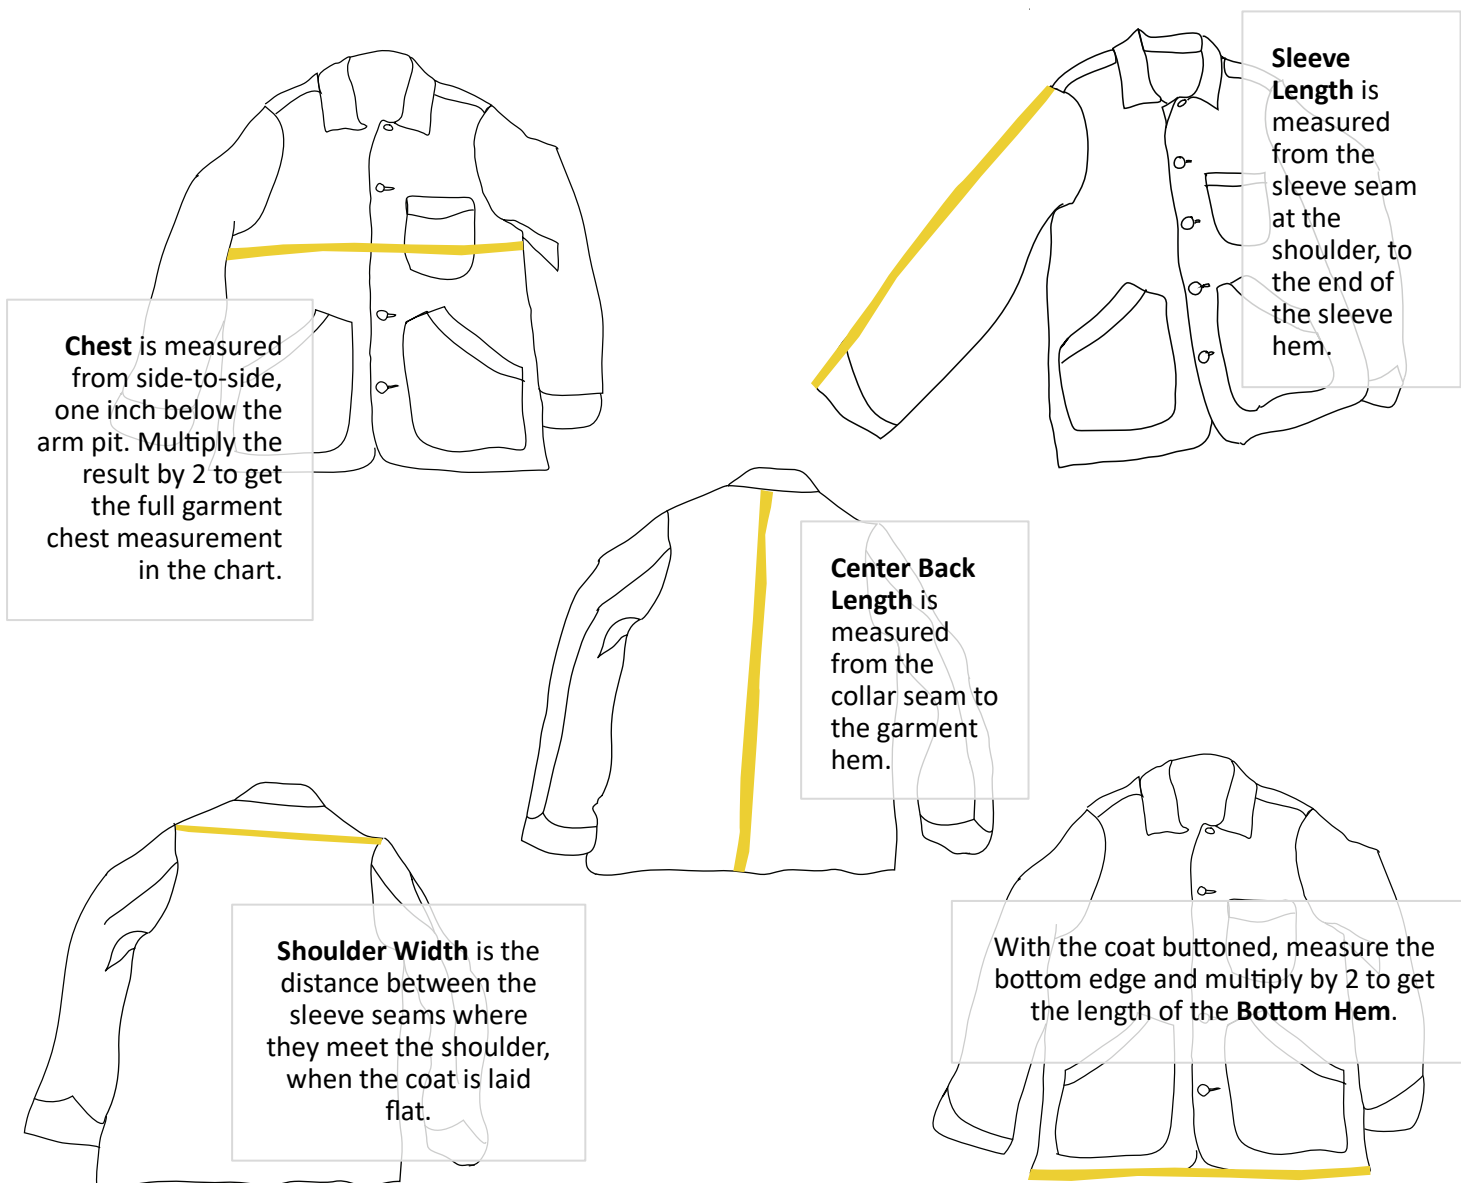 Sleeve
Length is
measured
from the
sleeve seam
at the
shoulder, to
the end of
the sleeve
hem.
Chest is measured
from side-to-side,
one inch below the
arm pit. Multiply the
result by 2 to get
the full garment
chest measurement
in the chart.
Center Back
Length is
measured
from the
collar seam to
the garment
hem.
Shoulder Width is the
distance between the
sleeve seams where
they meet the shoulder,
when the coat is laid
flat.
With the coat buttoned, measure the
bottom edge and multiply by 2 to get
the length of the Bottom Hem.